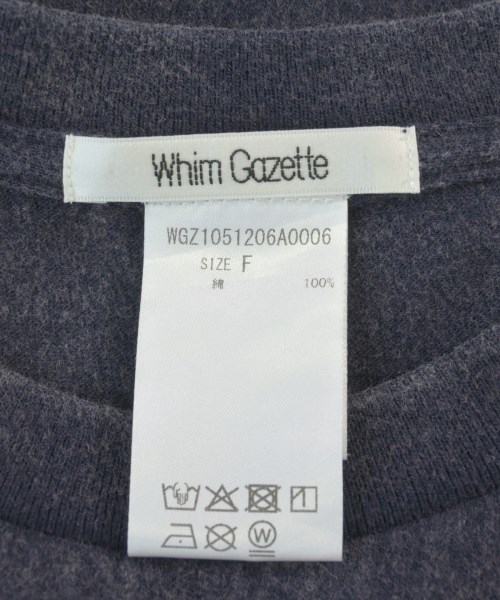 Whim Gazette
WGZ1051206A0006
SIZE F
綿 100%
W